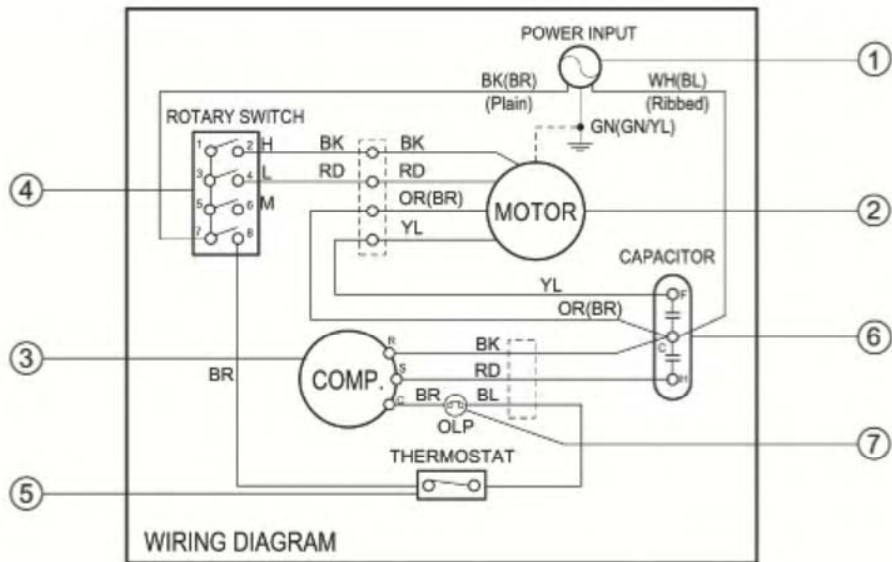 POWER INPUT
1
BK(BR)
WH(BL)
(Plain)
(Ribbed)
ROTARY SWITCH
GN(GN/YL)
1 2 H BK BK
3 4 L RD RD
4
5 6 M OR(BR)
MOTOR
2
7 8 YL
CAPACITOR
YL
F
OR(BR)
C
6
3
COMP.
R
BK
S
RD
H
BR
C
BR
BL
OLP
7
THERMOSTAT
5
WIRING DIAGRAM